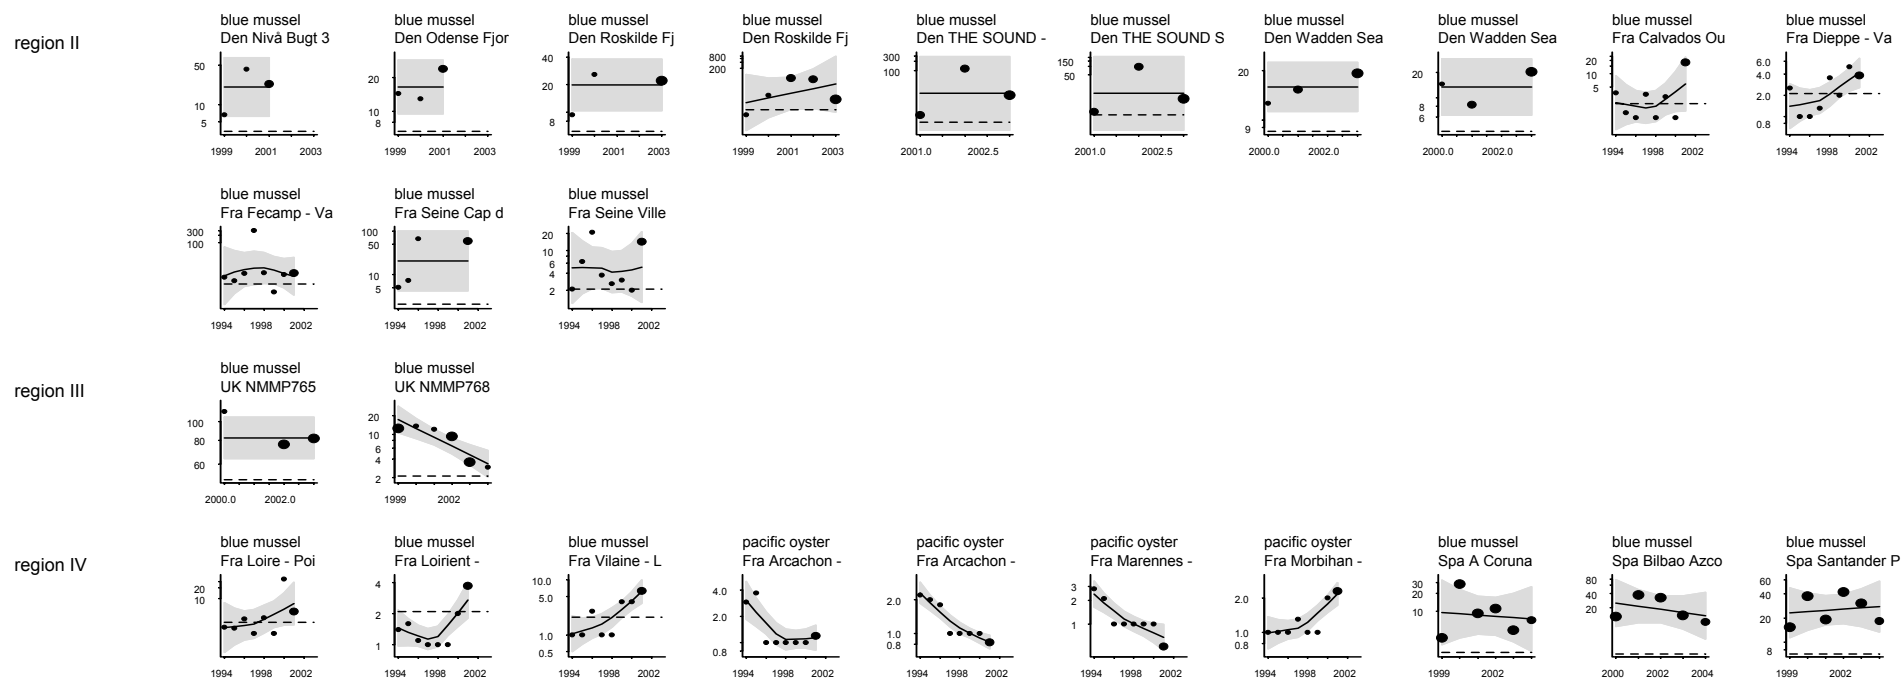 region II
blue mussel
Den Nivå Bugt 3
50
10
5
1999 2001 2003
blue mussel
Den Odense Fjor
20
10
8
1999 2001 2003
blue mussel
Den Roskilde Fj
40
20
8
1999 2001 2003
blue mussel
Den Roskilde Fj
800
200
1999 2001 2003
blue mussel
Den THE SOUND -
300
100
2001.0 2002.5
blue mussel
Den THE SOUND S
150
50
2001.0 2002.5
blue mussel
Den Wadden Sea
20
9
2000.0 2002.0
blue mussel
Den Wadden Sea
20
8
6
2000.0 2002.0
blue mussel
Fra Calvados Ou
20
10
5
1994 1998 2002
blue mussel
Fra Dieppe - Va
6.0
4.0
2.0
0.8
1994 1998 2002
blue mussel
Fra Fecamp - Va
300
100
1994 1998 2002
blue mussel
Fra Seine Cap d
100
50
10
5
1994 1998 2002
blue mussel
Fra Seine Ville
20
10
6
4
2
1994 1998 2002
region III
blue mussel
UK NMMP765
100
80
60
2000.0 2002.0
blue mussel
UK NMMP768
20
10
6
4
2
1999 2002
region IV
blue mussel
Fra Loire - Poi
20
10
1994 1998 2002
blue mussel
Fra Loirient -
4
2
1
1994 1998 2002
blue mussel
Fra Vilaine - L
10.0
5.0
1.0
0.5
1994 1998 2002
pacific oyster
Fra Arcachon -
4.0
2.0
0.8
1994 1998 2002
pacific oyster
Fra Arcachon -
2.0
1.0
0.8
1994 1998 2002
pacific oyster
Fra Marennes -
3
2
1
1994 1998 2002
pacific oyster
Fra Morbihan -
2.0
1.0
0.8
1994 1998 2002
blue mussel
Spa A Coruna
30
20
10
1999 2002
blue mussel
Spa Bilbao Azco
80
40
20
2000 2002 2004
blue mussel
Spa Santander P
60
40
20
8
1999 2002